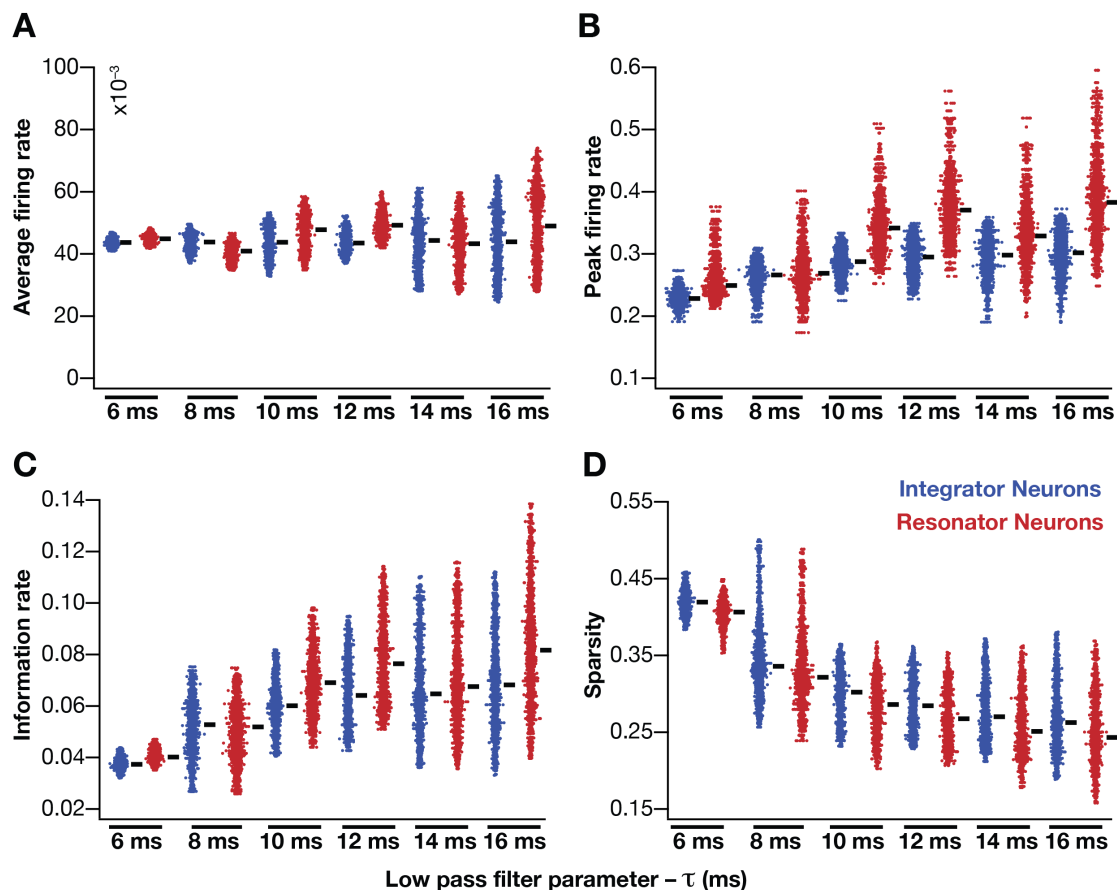 A
Average firing rate
x10⁻³
100
80
60
40
20
0
6 ms 8 ms 10 ms 12 ms 14 ms 16 ms
B
Peak firing rate
0.6
0.5
0.4
0.3
0.2
0.1
6 ms 8 ms 10 ms 12 ms 14 ms 16 ms
C
Information rate
0.14
0.12
0.10
0.08
0.06
0.04
0.02
6 ms 8 ms 10 ms 12 ms 14 ms 16 ms
D
Sparsity
0.55
0.45
0.35
0.25
0.15
Integrator Neurons
Resonator Neurons
6 ms 8 ms 10 ms 12 ms 14 ms 16 ms
Low pass filter parameter – τ (ms)